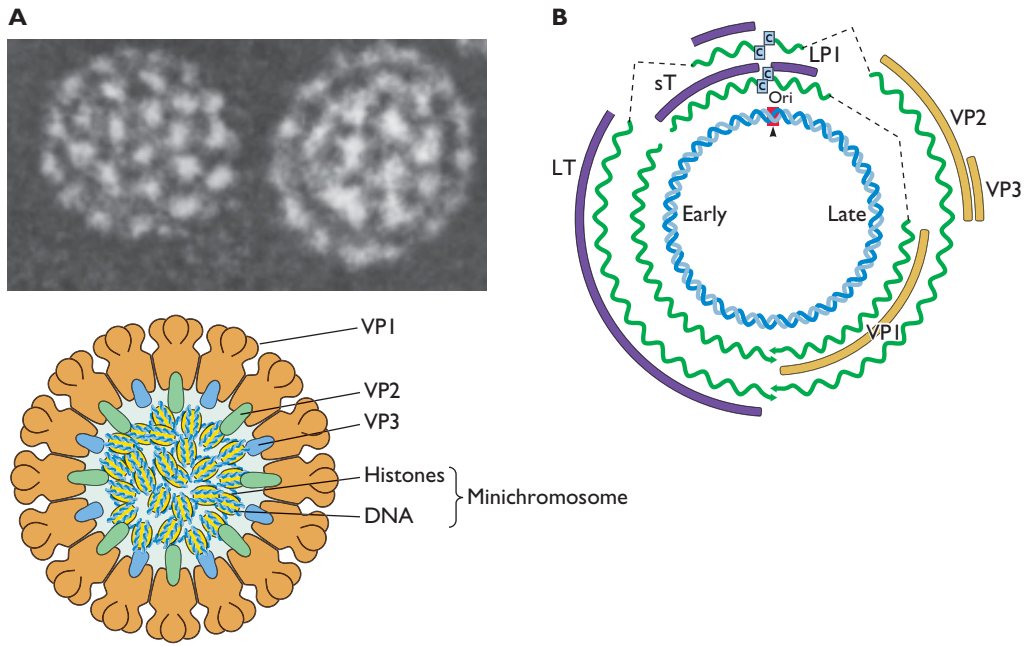 A
VP1
VP2
VP3
Histones
DNA
Minichromosome
B
C
C
LP1
sT
C
C
Ori
VP2
LT
VP3
Early
Late
VP1